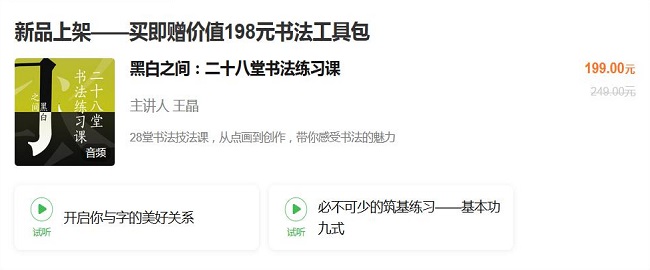 新品上架——买即赠价值198元书法工具包
黑白之间：二十八堂书法练习课
199.00元
249.00元
主讲人 王晶
28堂书法技法课，从点画到创作，带你感受书法的魅力
二十八堂
书法练习课
黑白
之间
音频
试听
开启你与字的美好关系
试听
必不可少的筑基练习——基本功
九式